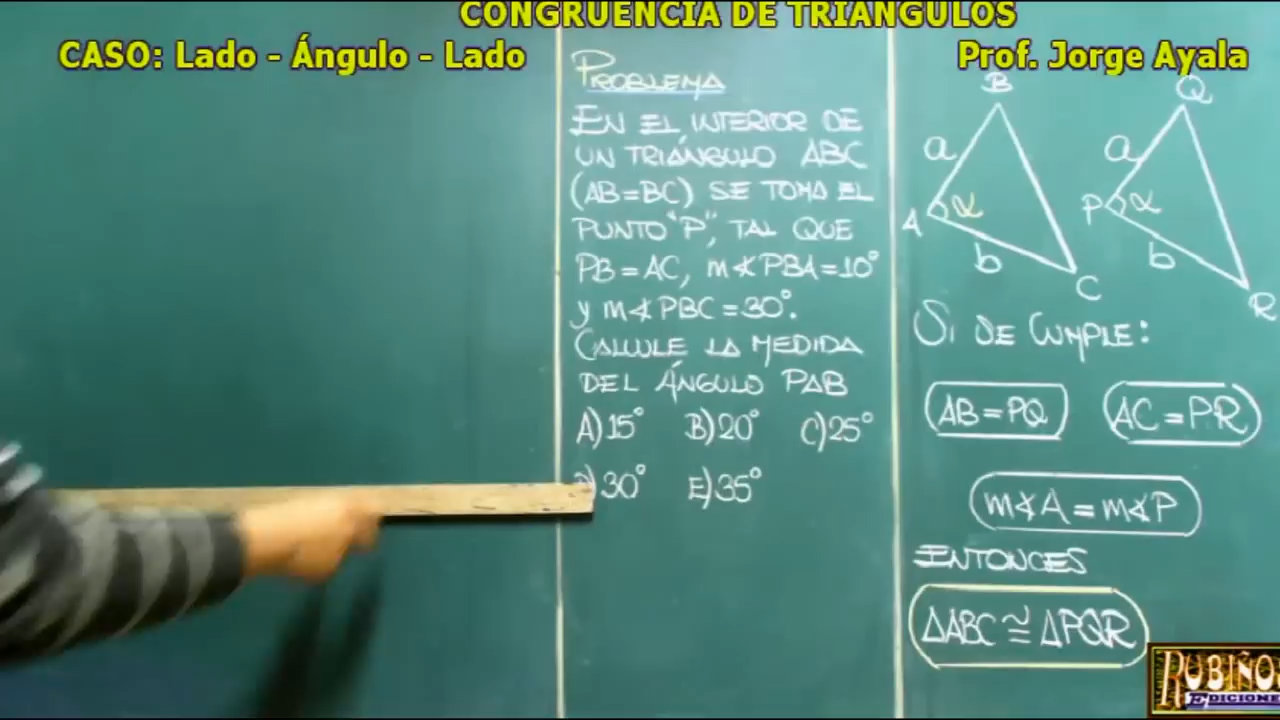 CONGRUENCIA DE TRIANGULOS
CASO: Lado - Ángulo - Lado
Prof. Jorge Ayala
PROBLEMA
EN EL INTERIOR DE
UN TRIÁNGULO ABC
(AB=BC) SE TOMA EL
PUNTO "P", TAL QUE
PB=AC, m∢PBA=10°
y m∢PBC=30°.
CALCULE LA MEDIDA
DEL ÁNGULO PAB
A)15° B)20° C)25°
D)30° E)35°
B
Q
a
a
A
α
P
α
b
b
C
R
SI SE CUMPLE:
AB=PQ
AC=PR
m∢A=m∢P
ENTONCES
ΔABC≅ΔPQR
RUBIÑOS
EDICIONE